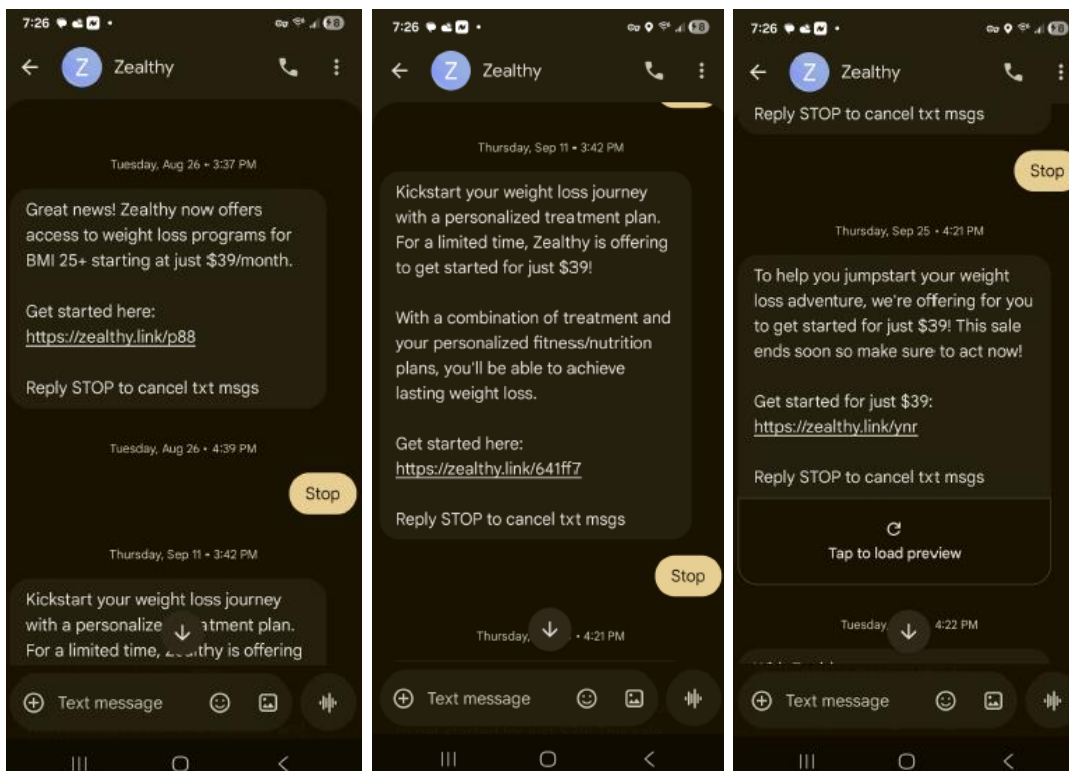 7:26
Zealthy
Tuesday, Aug 26 • 3:37 PM
Great news! Zealthy now offers
access to weight loss programs for
BMI 25+ starting at just $39/month.
Get started here:
https://zealthy.link/p88
Reply STOP to cancel txt msgs
Tuesday, Aug 26 • 4:39 PM
Stop
Thursday, Sep 11 • 3:42 PM
Kickstart your weight loss journey
with a personalize atment plan.
For a limited time, thy is offering
Text message
7:26
Zealthy
Thursday, Sep 11 • 3:42 PM
Kickstart your weight loss journey
with a personalized treatment plan.
For a limited time, Zealthy is offering
to get started for just $39!
With a combination of treatment and
your personalized fitness/nutrition
plans, you'll be able to achieve
lasting weight loss.
Get started here:
https://zealthy.link/641ff7
Reply STOP to cancel txt msgs
Stop
Thursday, • 4:21 PM
Text message
7:26
Zealthy
Reply STOP to cancel txt msgs
Stop
Thursday, Sep 25 • 4:21 PM
To help you jumpstart your weight
loss adventure, we're offering for you
to get started for just $39! This sale
ends soon so make sure to act now!
Get started for just $39:
https://zealthy.link/ynr
Reply STOP to cancel txt msgs
Tap to load preview
Tuesday, 4:22 PM
Text message